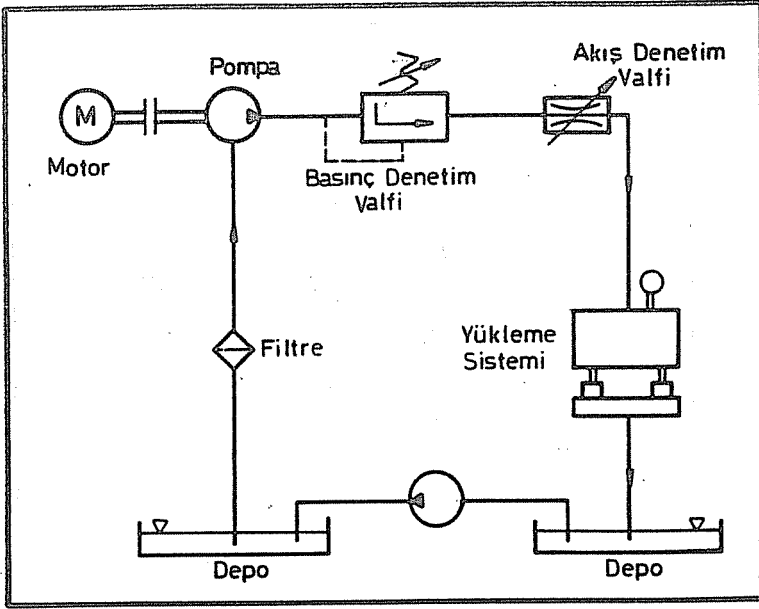 Pompa
Akış Denetim
Valfi
M
Motor
Basınç Denetim
Valfi
Filtre
Yükleme
Sistemi
Depo
Depo